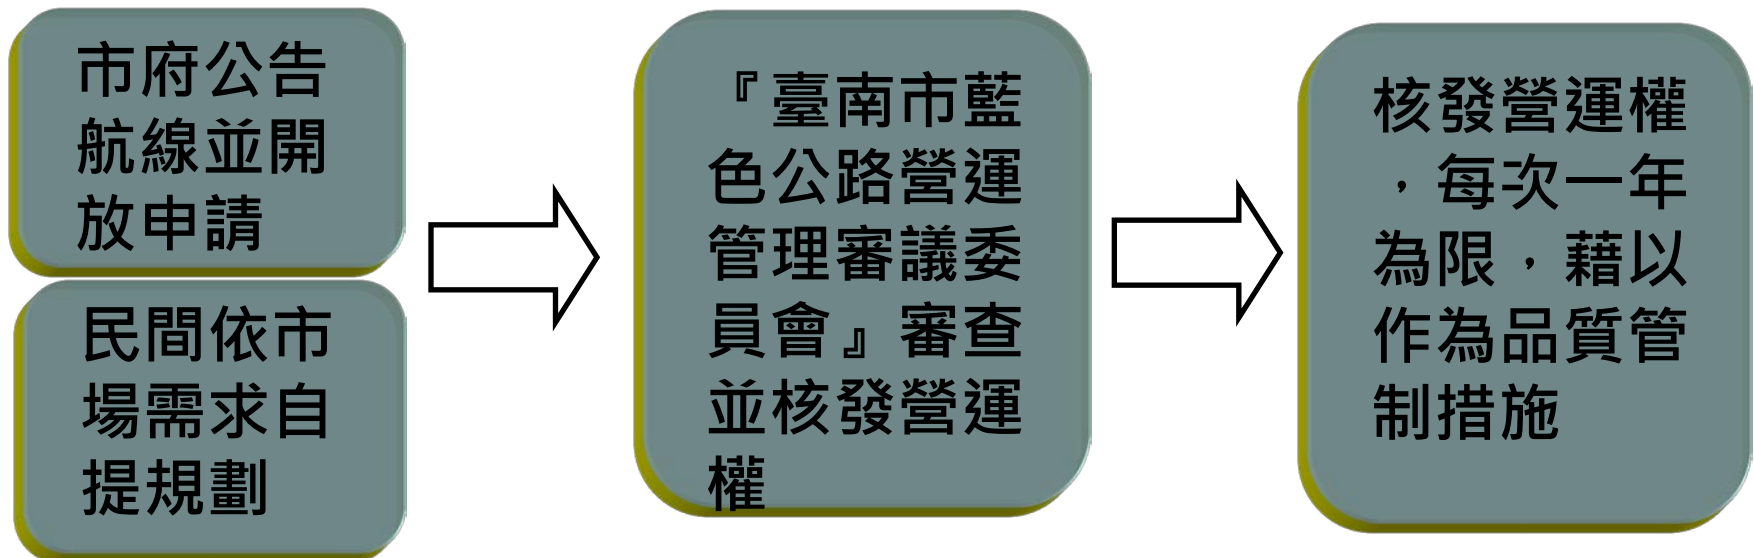 市府公告
航線並開
放申請
民間依市
場需求自
提規劃
『臺南市藍
色公路營運
管理審議委
員會』審查
並核發營運
權
核發營運權
，每次一年
為限，藉以
作為品質管
制措施